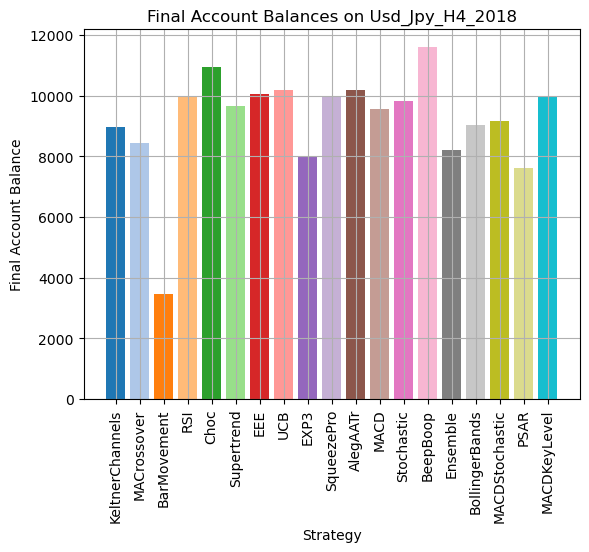 Final Account Balances on Usd_Jpy_H4_2018
Final Account Balance
12000
10000
8000
6000
4000
2000
0
KeltnerChannels
MACrossover
BarMovement
RSI
Choc
Supertrend
EEE
UCB
EXP3
SqueezePro
AlegAATr
MACD
Stochastic
BeepBoop
Ensemble
BollingerBands
MACDStochastic
PSAR
MACDKeyLevel
Strategy